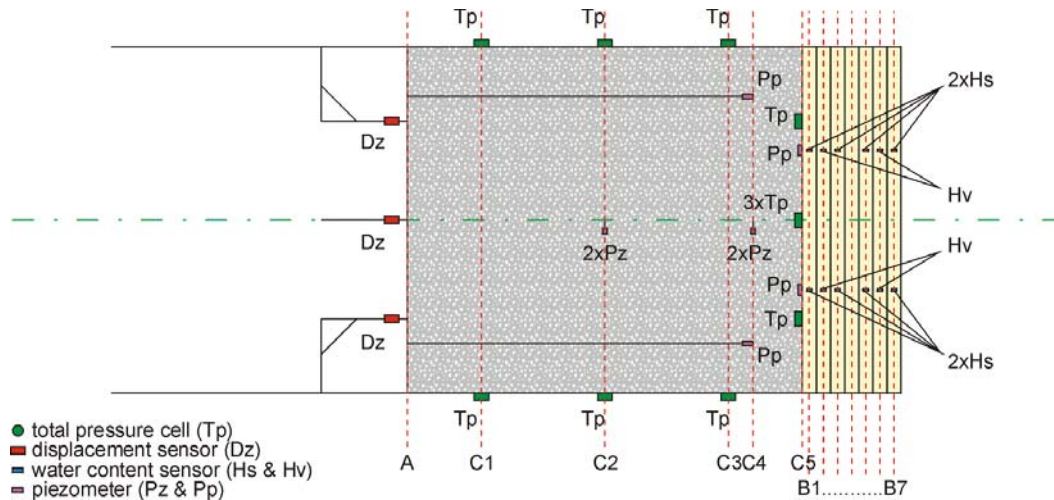 Tp Tp Tp
Pp
2xHs
Tp
Dz
Pp
Hv
3xTp
Dz
2xPz 2xPz
Hv
Pp
Tp
Dz
Pp
2xHs
Tp Tp Tp
total pressure cell (Tp)
displacement sensor (Dz)
water content sensor (Hs & Hv)
piezometer (Pz & Pp)
A C1 C2 C3C4 C5
B1...........B7